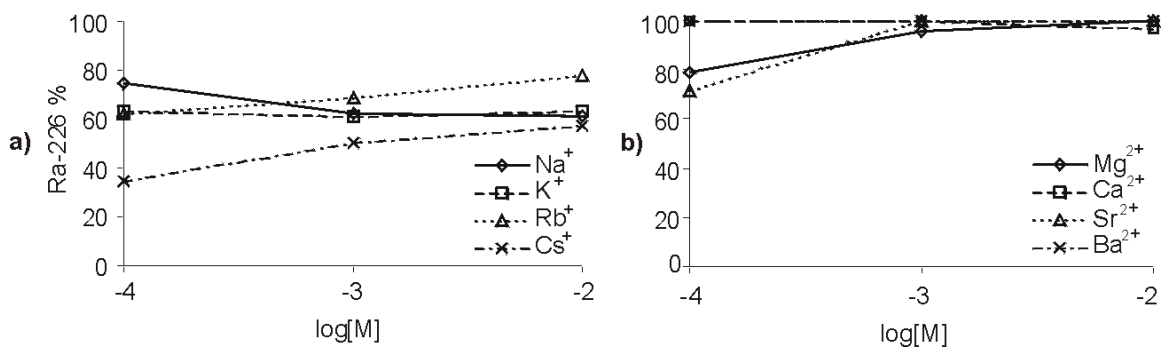 a)
Ra-226 %
100
80
60
40
20
0
-4
-3
-2
log[M]
Na⁺
K⁺
Rb⁺
Cs⁺
b)
100
80
60
40
20
0
-4
-3
-2
log[M]
Mg²⁺
Ca²⁺
Sr²⁺
Ba²⁺